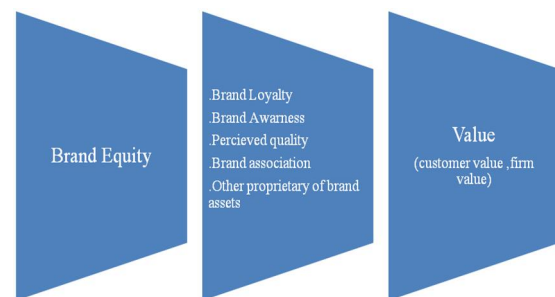 Brand Equity
.Brand Loyalty
.Brand Awarness
.Percieved quality
.Brand association
.Other proprietary of brand
assets
Value
(customer value ,firm
value)